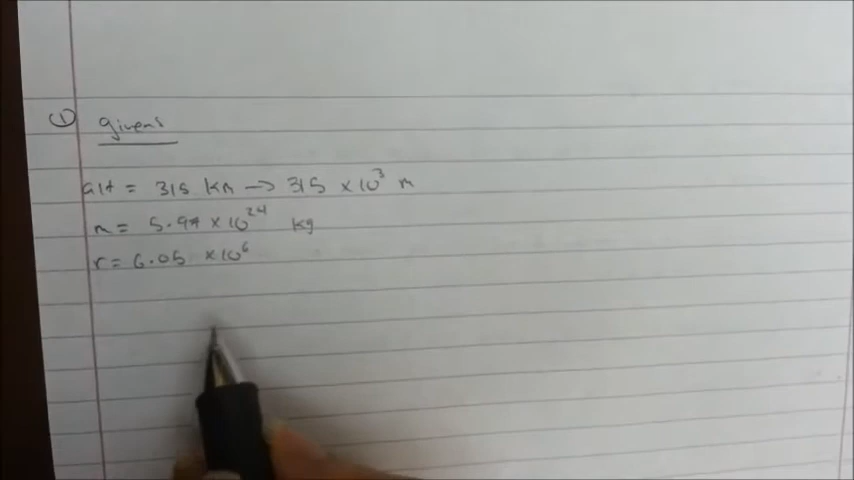 ① givens
alt = 315 km → 315 × 10³ m
m = 5.97 × 10²⁴ kg
r = 6.05 × 10⁶